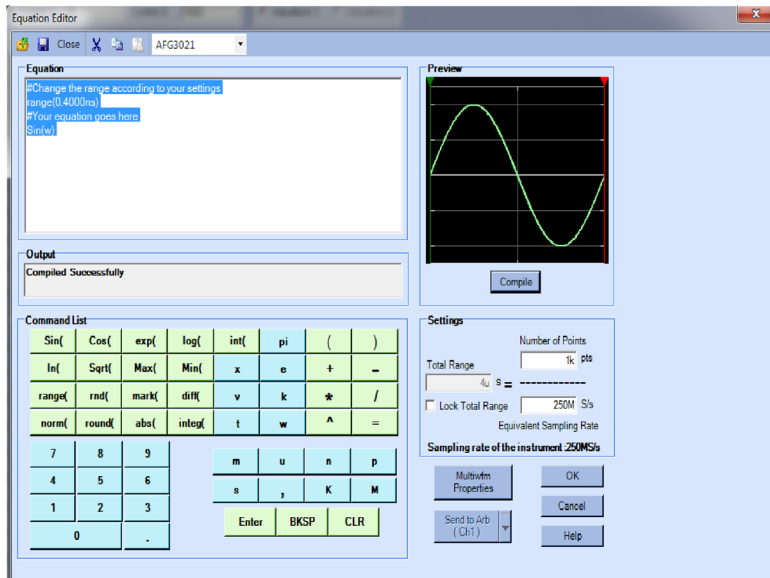 Equation Editor
Close AFG3021
Equation
#Change the range according to your settings
range(0.4000ns)
#Your equation goes here
Sin(w)
Output
Compiled Successfully
Preview
Compile
Command List
Sin( Cos( exp( log( int( pi ( )
ln( Sqrt( Max( Min( x e + -
range( rnd( mark( diff( v k * /
norm( round( abs( integ( t w ^ =
7 8 9
4 5 6
1 2 3
0 .
m u n p
s , K M
Enter BKSP CLR
Settings
Number of Points
Total Range 1k pts
4u s = ------------
Lock Total Range 250M S/s
Equivalent Sampling Rate
Sampling rate of the instrument :250MS/s
Multiwfm Properties
OK
Cancel
Send to Arb
( Ch1 )
Help